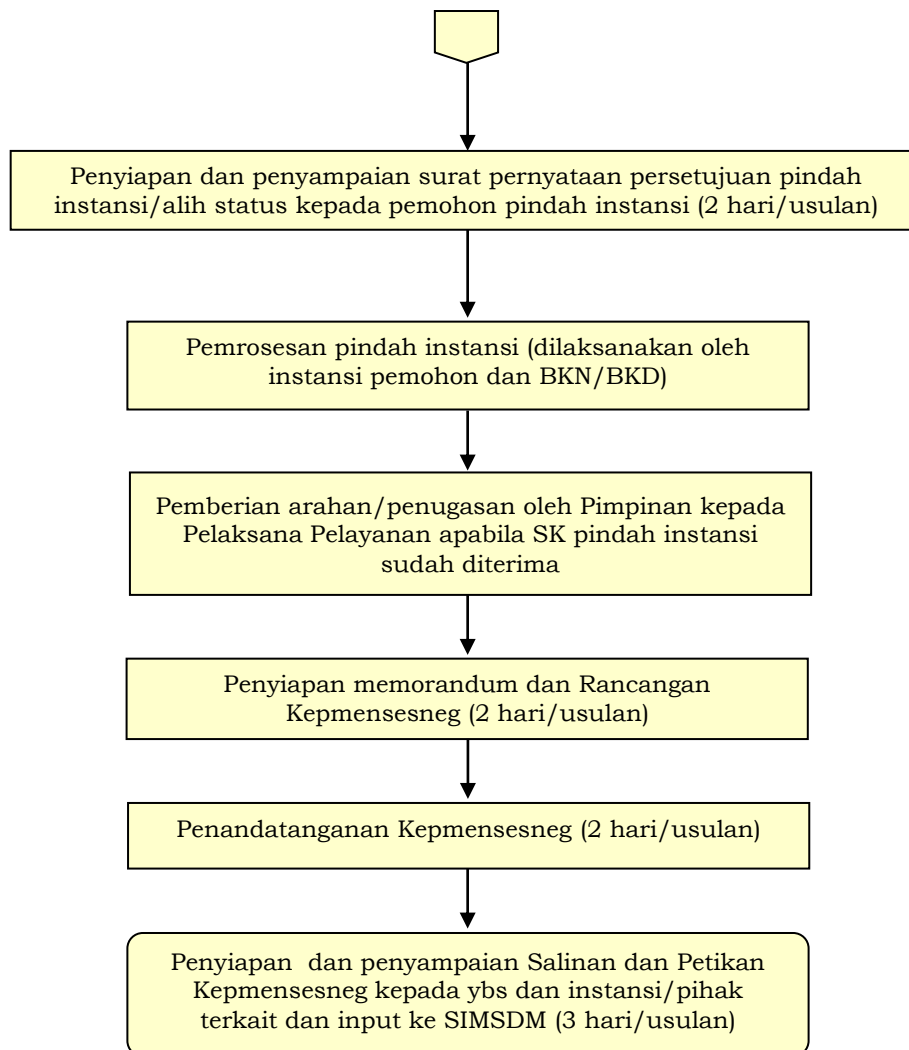 Penyiapan dan penyampaian surat pernyataan persetujuan pindah
instansi/alih status kepada pemohon pindah instansi (2 hari/usulan)
Pemrosesan pindah instansi (dilaksanakan oleh
instansi pemohon dan BKN/BKD)
Pemberian arahan/penugasan oleh Pimpinan kepada
Pelaksana Pelayanan apabila SK pindah instansi
sudah diterima
Penyiapan memorandum dan Rancangan
Kepmensesneg (2 hari/usulan)
Penandatanganan Kepmensesneg (2 hari/usulan)
Penyiapan  dan penyampaian Salinan dan Petikan
Kepmensesneg kepada ybs dan instansi/pihak
terkait dan input ke SIMSDM (3 hari/usulan)